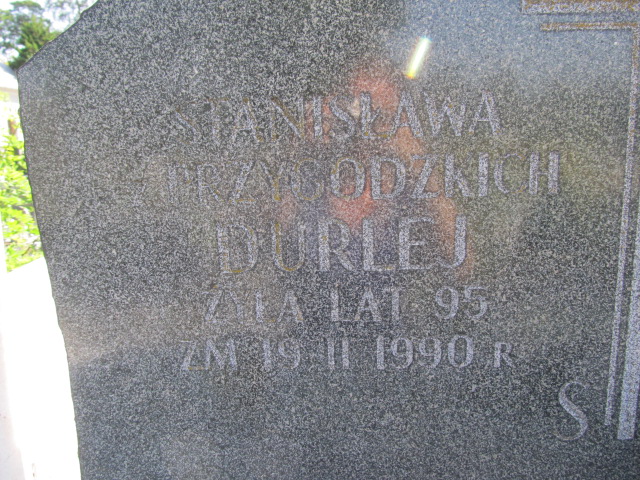 STANISŁAWA
Z PRZYGODZKICH
DURLEJ
ŻYŁA LAT 95
ZM 19 II 1990 R
S